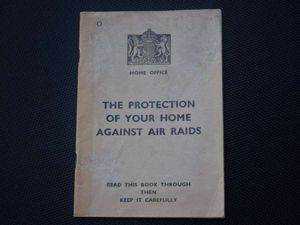 HOME OFFICE
THE PROTECTION
OF YOUR HOME
AGAINST AIR RAIDS
READ THIS BOOK THROUGH
THEN
KEEP IT CAREFULLY